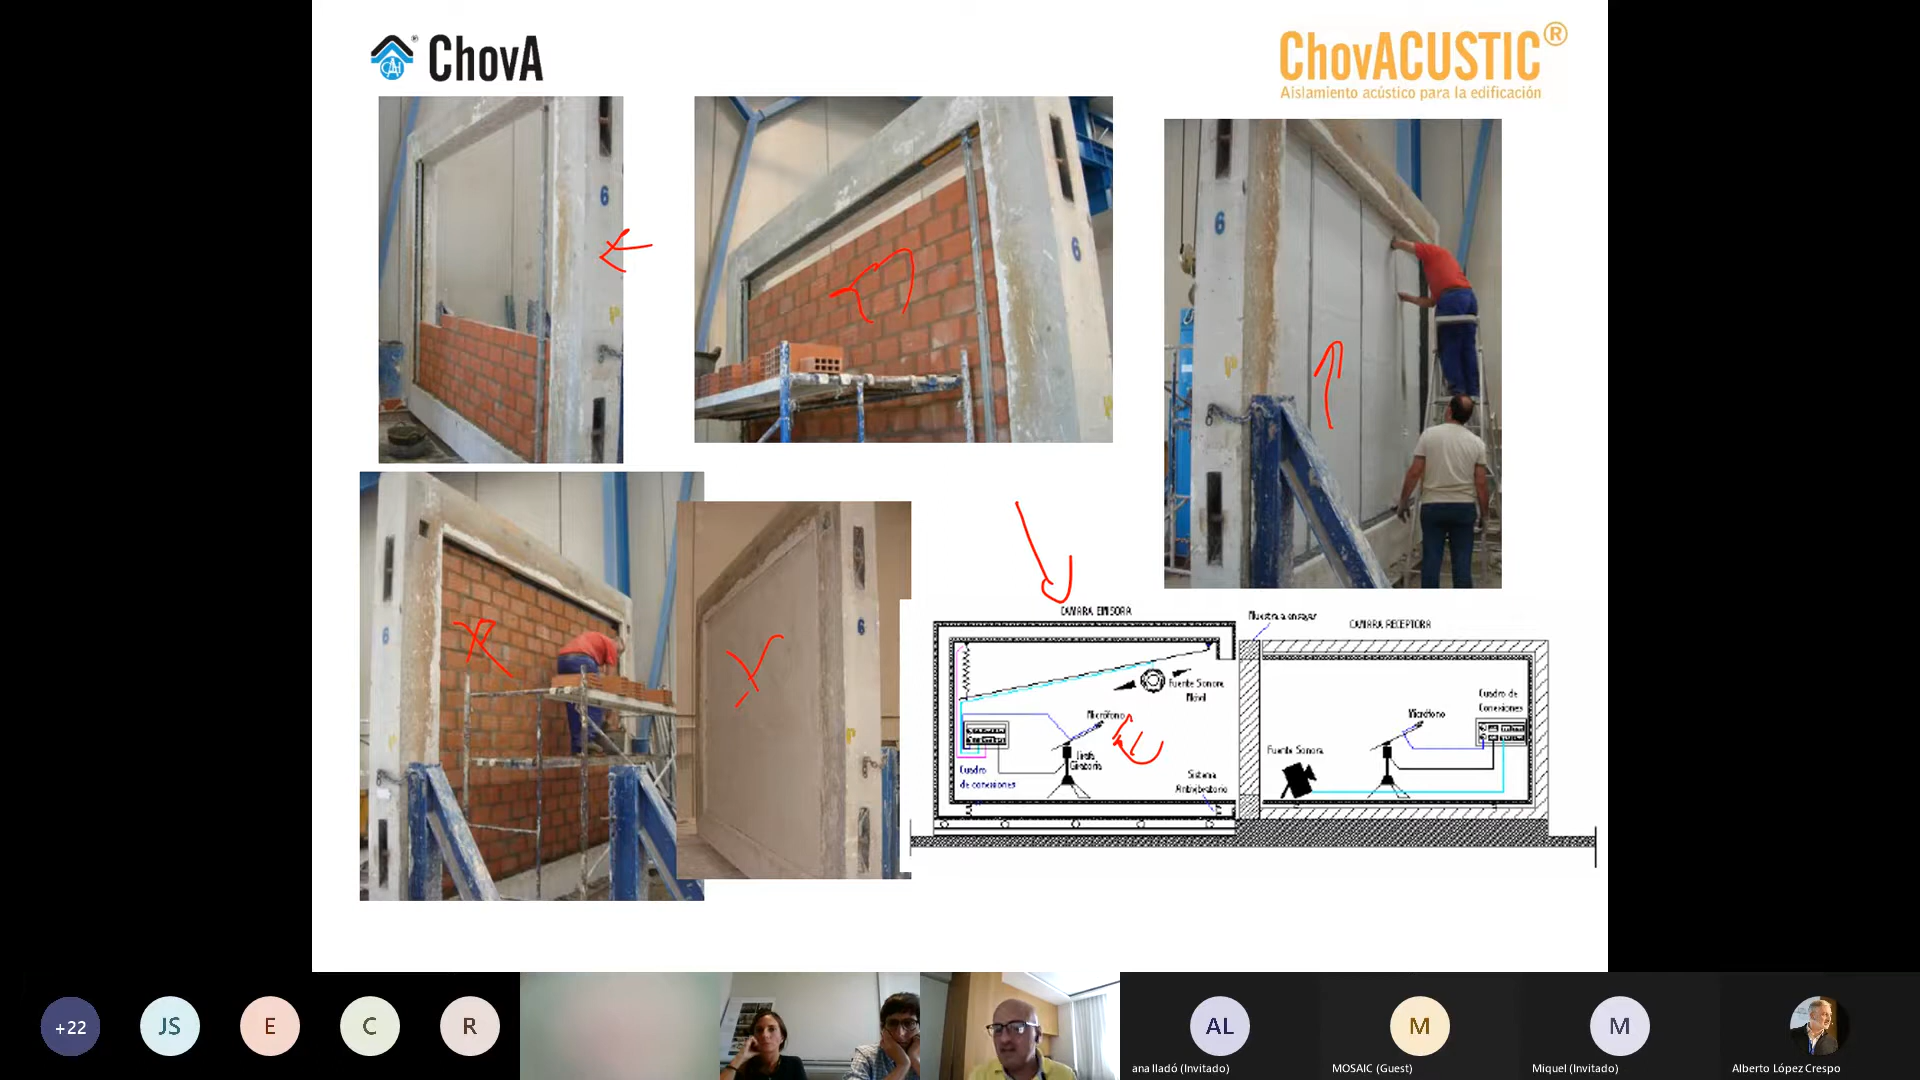 ChovA
ChovACUSTIC®
Aislamiento acústico para la edificación
6
6
6
6
6
CAMARA EMISORA
Muestra a ensayar
CAMARA RECEPTORA
Fuente Sonora
Móvil
Micrófono
Jirafa
Giratoria
Cuadro
de conexiones
Sistema
Antivibratorio
Cuadro de
Conexiones
Micrófono
Fuente Sonora
+22
JS
E
C
R
AL
ana lladó (Invitado)
M
MOSAIC (Guest)
M
Miquel (Invitado)
Alberto López Crespo